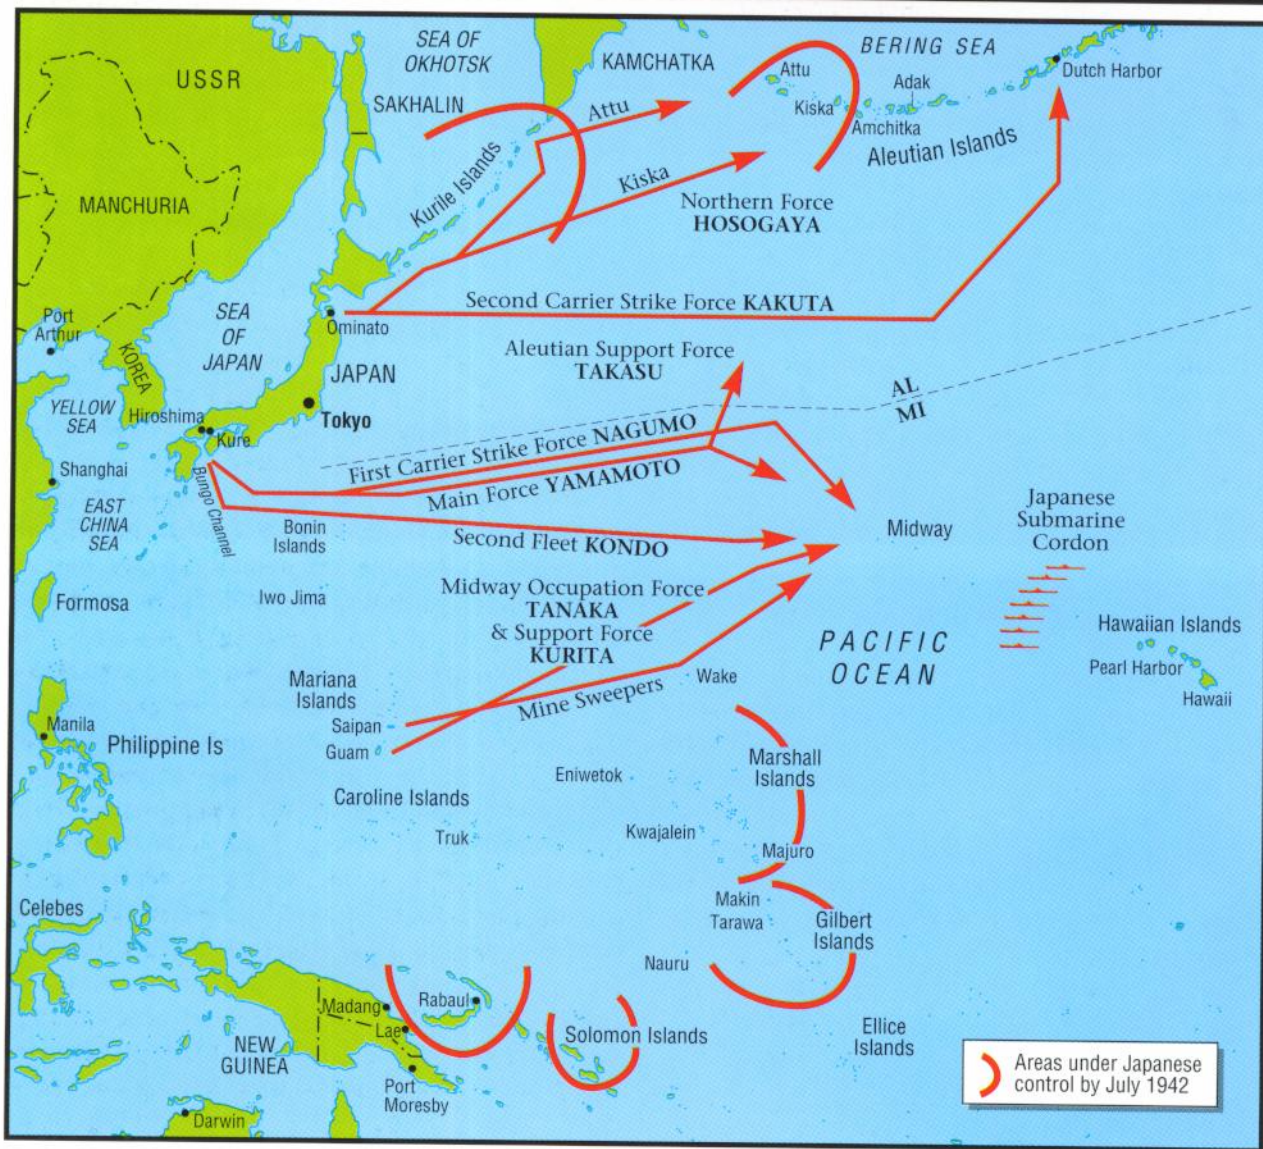 SEA OF
OKHOTSK
BERING SEA
USSR
KAMCHATKA
Attu
Dutch Harbor
Adak
SAKHALIN
Attu
Kiska
Amchitka
Aleutian Islands
Kurile Islands
Kiska
MANCHURIA
Northern Force
HOSOGAYA
Second Carrier Strike Force KAKUTA
Port
Arthur
SEA
OF
JAPAN
Ominato
KOREA
JAPAN
Aleutian Support Force
TAKASU
AL
MI
YELLOW
SEA
Hiroshima
Kure
Tokyo
First Carrier Strike Force NAGUMO
Main Force YAMAMOTO
Shanghai
Bungo Channel
EAST
CHINA
SEA
Bonin
Islands
Second Fleet KONDO
Midway
Japanese
Submarine
Cordon
Formosa
Iwo Jima
Midway Occupation Force
TANAKA
& Support Force
KURITA
PACIFIC
OCEAN
Hawaiian Islands
Pearl Harbor
Hawaii
Mariana
Islands
Wake
Mine Sweepers
Saipan
Guam
Manila
Philippine Is
Eniwetok
Marshall
Islands
Caroline Islands
Truk
Kwajalein
Majuro
Makin
Tarawa
Gilbert
Islands
Celebes
Nauru
Madang
Rabaul
Lae
Solomon Islands
Ellice
Islands
NEW
GUINEA
Port
Moresby
Darwin
Areas under Japanese
control by July 1942